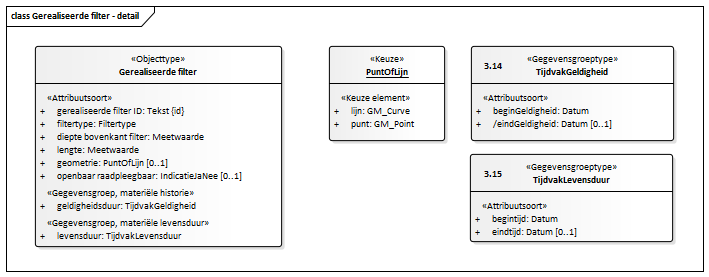 class Gerealiseerde filter - detail
«Objecttype»
Gerealiseerde filter
«Attribuutsoort»
+ gerealiseerde filter ID: Tekst {id}
+ filtertype: Filtertype
+ diepte bovenkant filter: Meetwaarde
+ lengte: Meetwaarde
+ geometrie: PuntOfLijn [0..1]
+ openbaar raadpleegbaar: IndicatieJaNee [0..1]
«Gegevensgroep, materiële historie»
+ geldigheidsduur: TijdvakGeldigheid
«Gegevensgroep, materiële levensduur»
+ levensduur: TijdvakLevensduur
«Keuze»
PuntOfLijn
«Keuze element»
+ lijn: GM_Curve
+ punt: GM_Point
3.14 «Gegevensgroeptype»
TijdvakGeldigheid
«Attribuutsoort»
+ beginGeldigheid: Datum
+ /eindGeldigheid: Datum [0..1]
3.15 «Gegevensgroeptype»
TijdvakLevensduur
«Attribuutsoort»
+ begintijd: Datum
+ eindtijd: Datum [0..1]